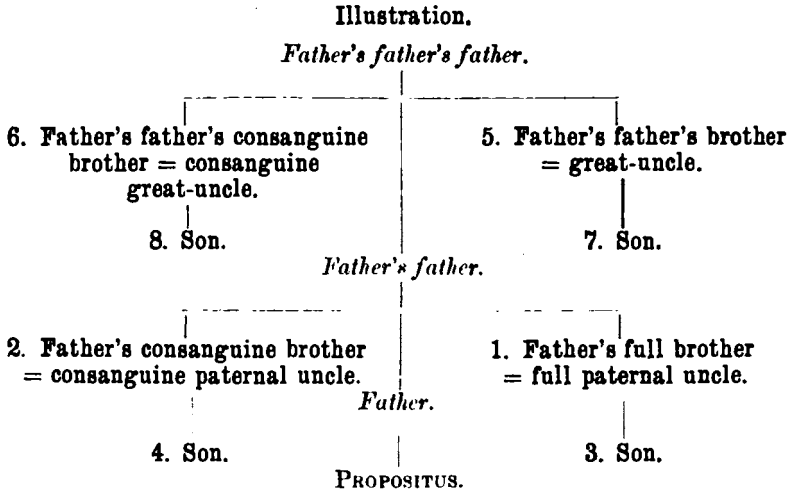 Illustration.
Father's father's father.
6. Father's father's consanguine
brother = consanguine
great-uncle.
5. Father's father's brother
= great-uncle.
8. Son.
7. Son.
Father's father.
2. Father's consanguine brother
= consanguine paternal uncle.
1. Father's full brother
= full paternal uncle.
Father.
4. Son.
3. Son.
PROPOSITUS.